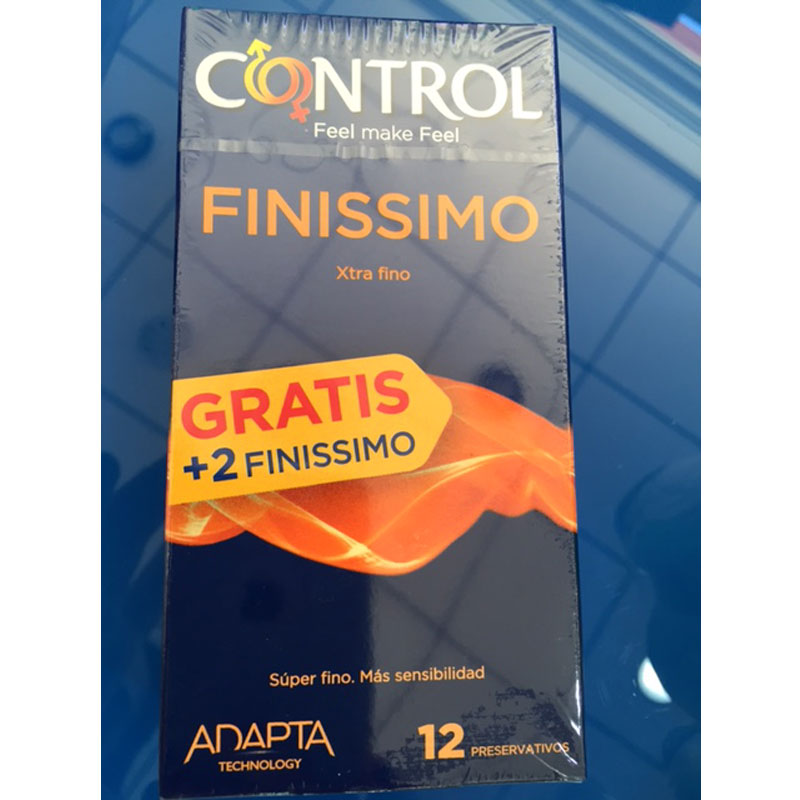 CONTROL
Feel make Feel
FINISSIMO
Xtra fino
GRATIS
+2 FINISSIMO
Súper fino. Más sensibilidad
ADAPTA
TECHNOLOGY
12 PRESERVATIVOS